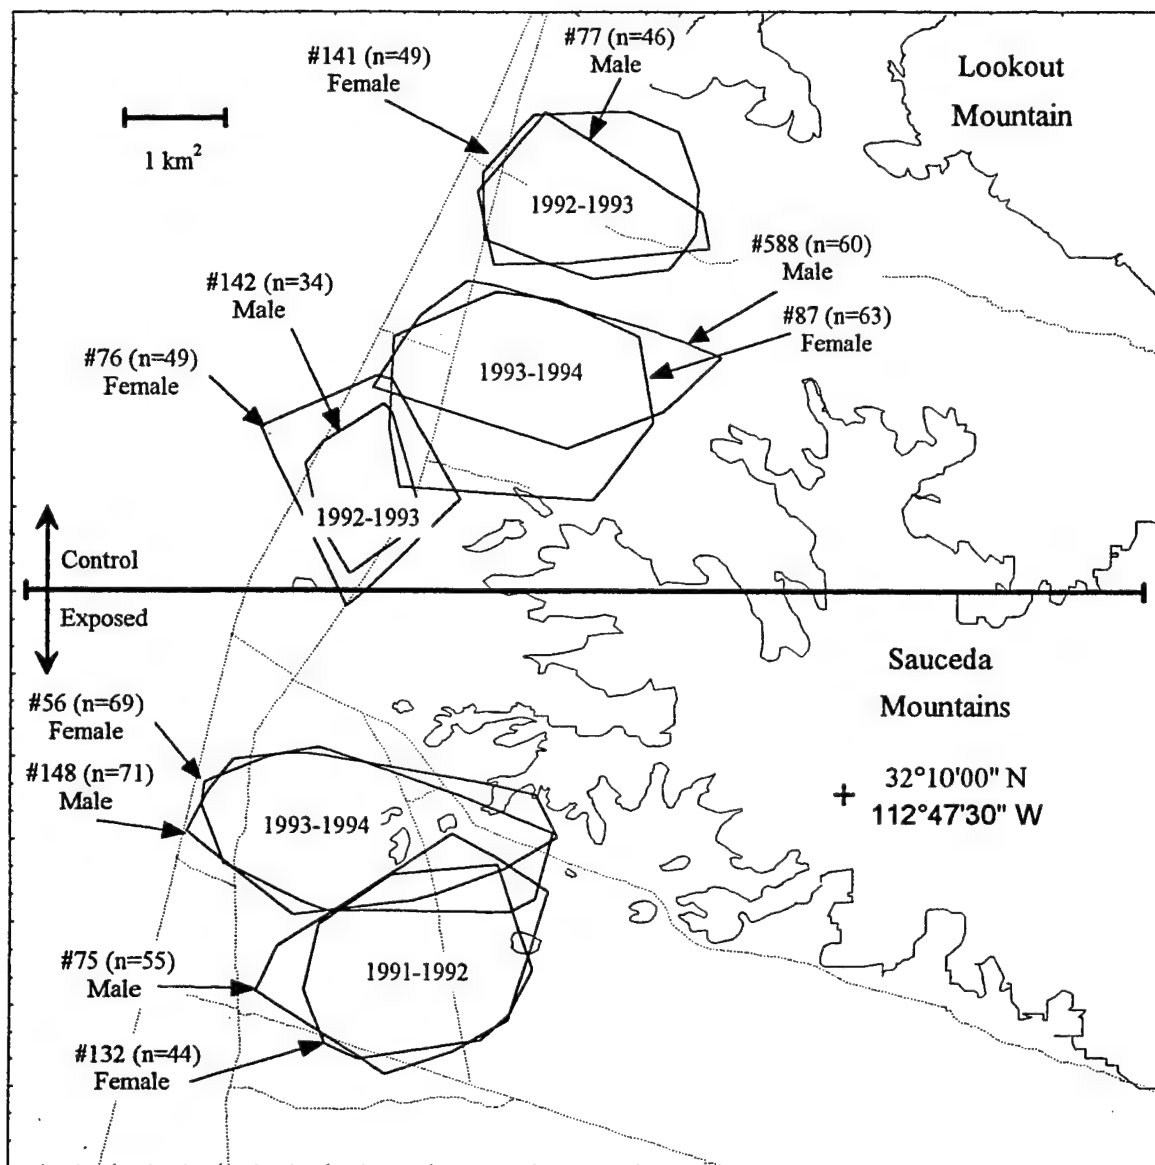 #77 (n=46)
Male
#141 (n=49)
Female
Lookout
Mountain
1 km²
1992-1993
#588 (n=60)
Male
#142 (n=34)
Male
#87 (n=63)
Female
#76 (n=49)
Female
1993-1994
1992-1993
Control
Exposed
Sauceda
Mountains
#56 (n=69)
Female
#148 (n=71)
Male
32°10'00" N
112°47'30" W
1993-1994
#75 (n=55)
Male
1991-1992
#132 (n=44)
Female